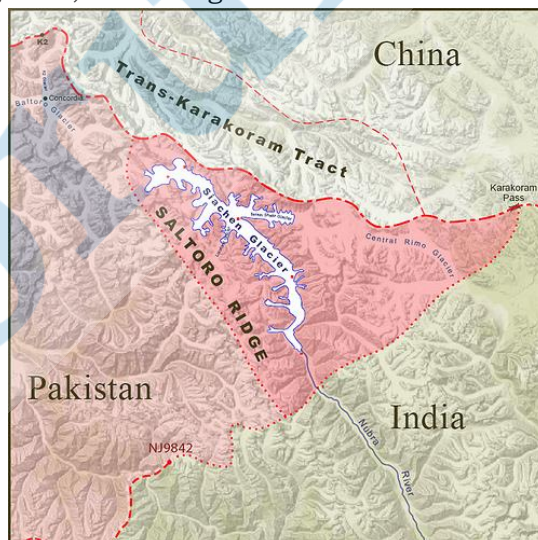 K2
China
Concordia
Baltoro Glacier
Trans-Karakoram Tract
Karakoram
Pass
Siachen Glacier
Central Rimo Glacier
SALTORO RIDGE
Pakistan
India
NJ9842
Nubra
River